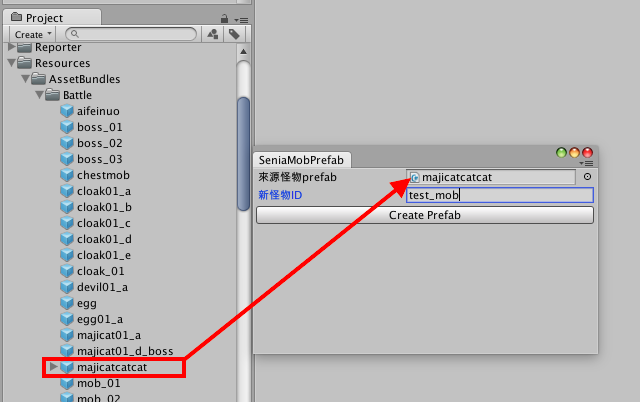 Project
Create
Reporter
Resources
AssetBundles
Battle
aifeinuo
boss_01
boss_02
boss_03
chestmob
cloak01_a
cloak01_b
cloak01_c
cloak01_d
cloak01_e
cloak_01
devil01_a
egg
egg01_a
majicat01_a
majicat01_d_boss
majicatcatcat
mob_01
mob_02
SeniaMobPrefab
來源怪物prefab majicatcatcat
新怪物ID test_mob
Create Prefab